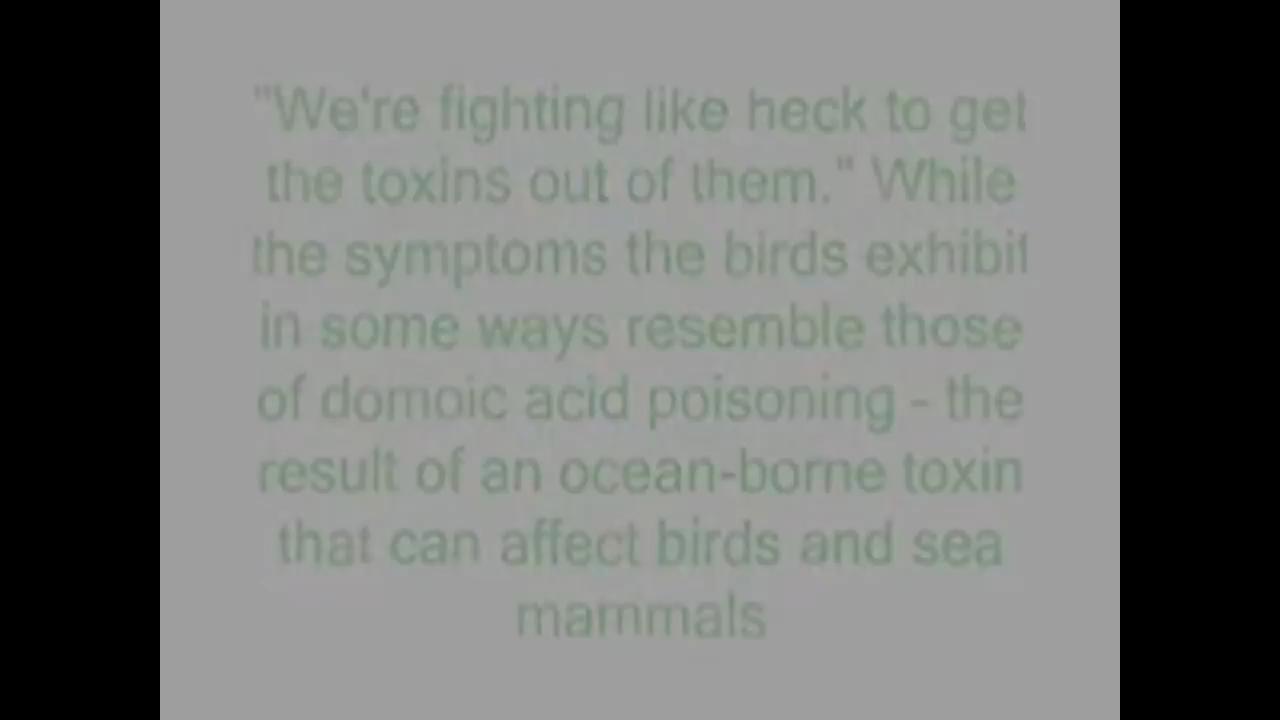 "We're fighting like heck to get
the toxins out of them." While
the symptoms the birds exhibit
in some ways resemble those
of domoic acid poisoning - the
result of an ocean-borne toxin
that can affect birds and sea
mammals